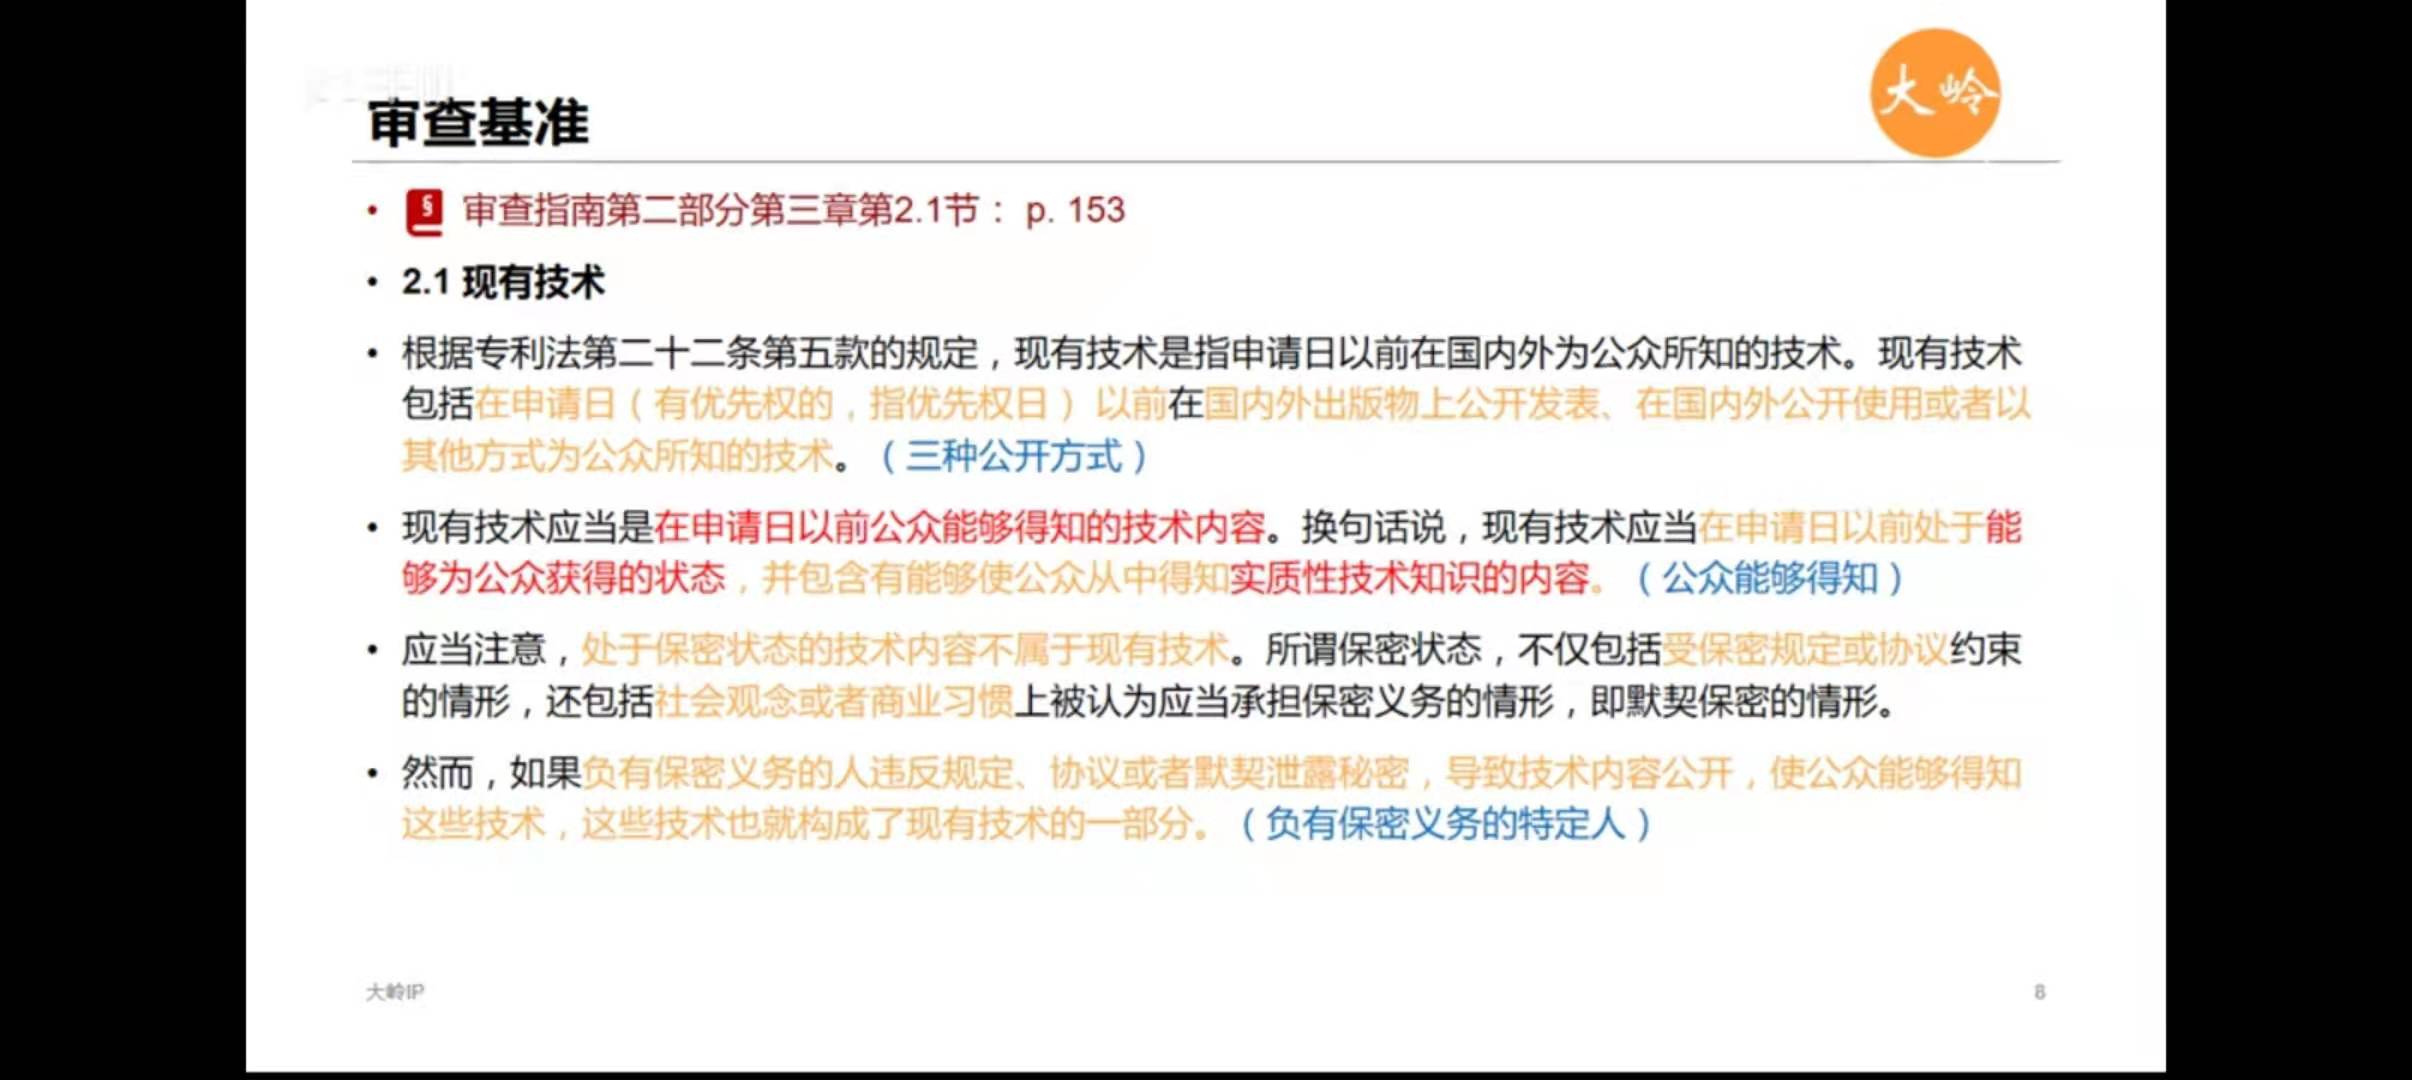 大岭
审查基准
• § 审查指南第二部分第三章第2.1节： p. 153
• 2.1 现有技术
• 根据专利法第二十二条第五款的规定，现有技术是指申请日以前在国内外为公众所知的技术。现有技术
包括在申请日（有优先权的，指优先权日）以前在国内外出版物上公开发表、在国内外公开使用或者以
其他方式为公众所知的技术。（三种公开方式）
• 现有技术应当是在申请日以前公众能够得知的技术内容。换句话说，现有技术应当在申请日以前处于能
够为公众获得的状态，并包含有能够使公众从中得知实质性技术知识的内容。（公众能够得知）
• 应当注意，处于保密状态的技术内容不属于现有技术。所谓保密状态，不仅包括受保密规定或协议约束
的情形，还包括社会观念或者商业习惯上被认为应当承担保密义务的情形，即默契保密的情形。
• 然而，如果负有保密义务的人违反规定、协议或者默契泄露秘密，导致技术内容公开，使公众能够得知
这些技术，这些技术也就构成了现有技术的一部分。（负有保密义务的特定人）
大岭IP
8